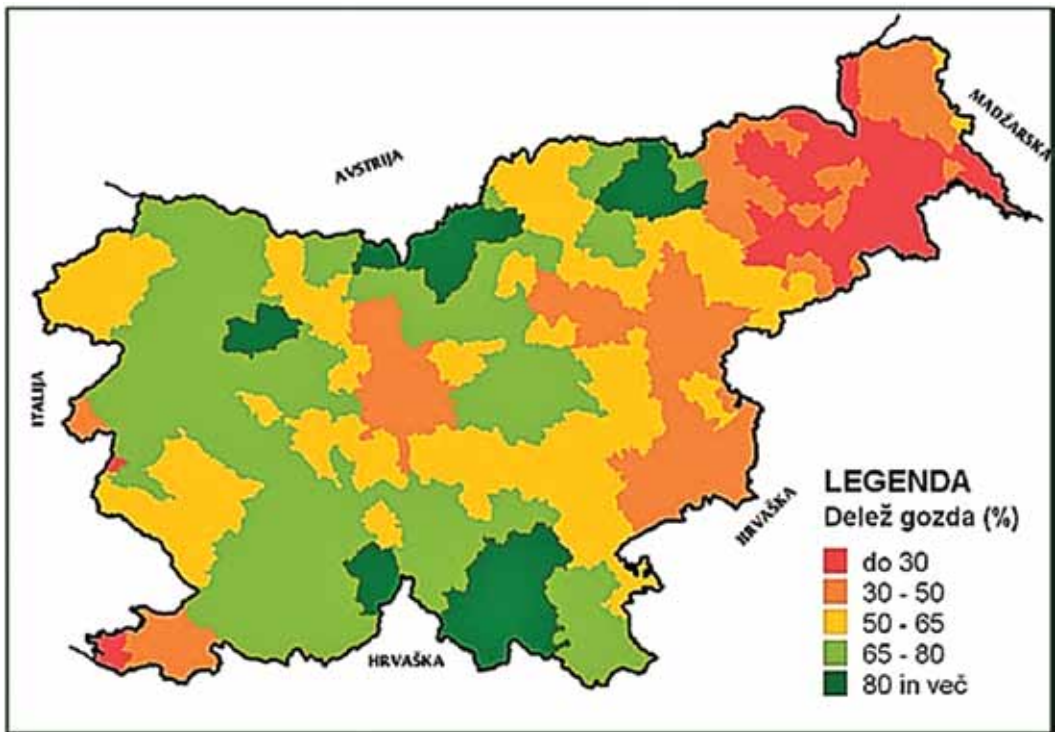 AVSTRIJA
MADŽARSKA
ITALIJA
HRVAŠKA
HRVAŠKA
LEGENDA
Delež gozda (%)
do 30
30 - 50
50 - 65
65 - 80
80 in več